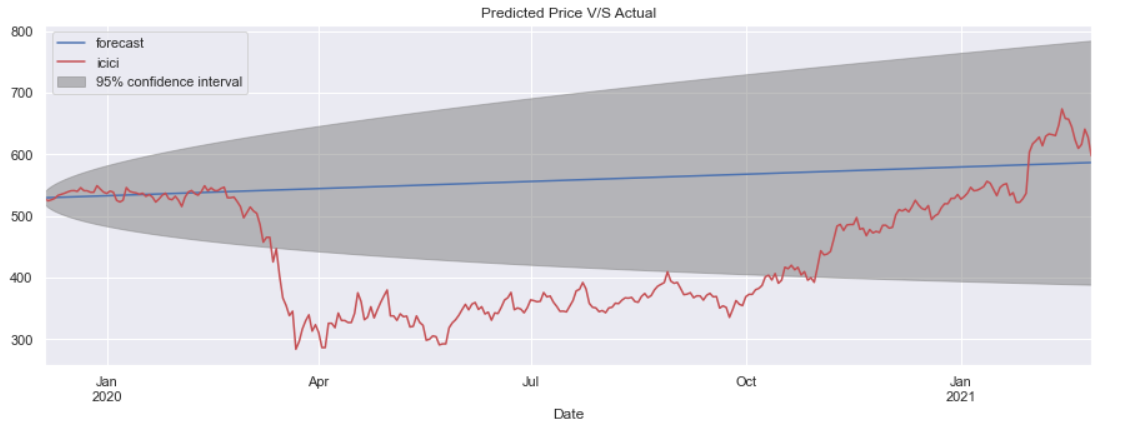 Predicted Price V/S Actual
forecast
icici
95% confidence interval
800
700
600
500
400
300
Jan
2020
Apr
Jul
Oct
Jan
2021
Date